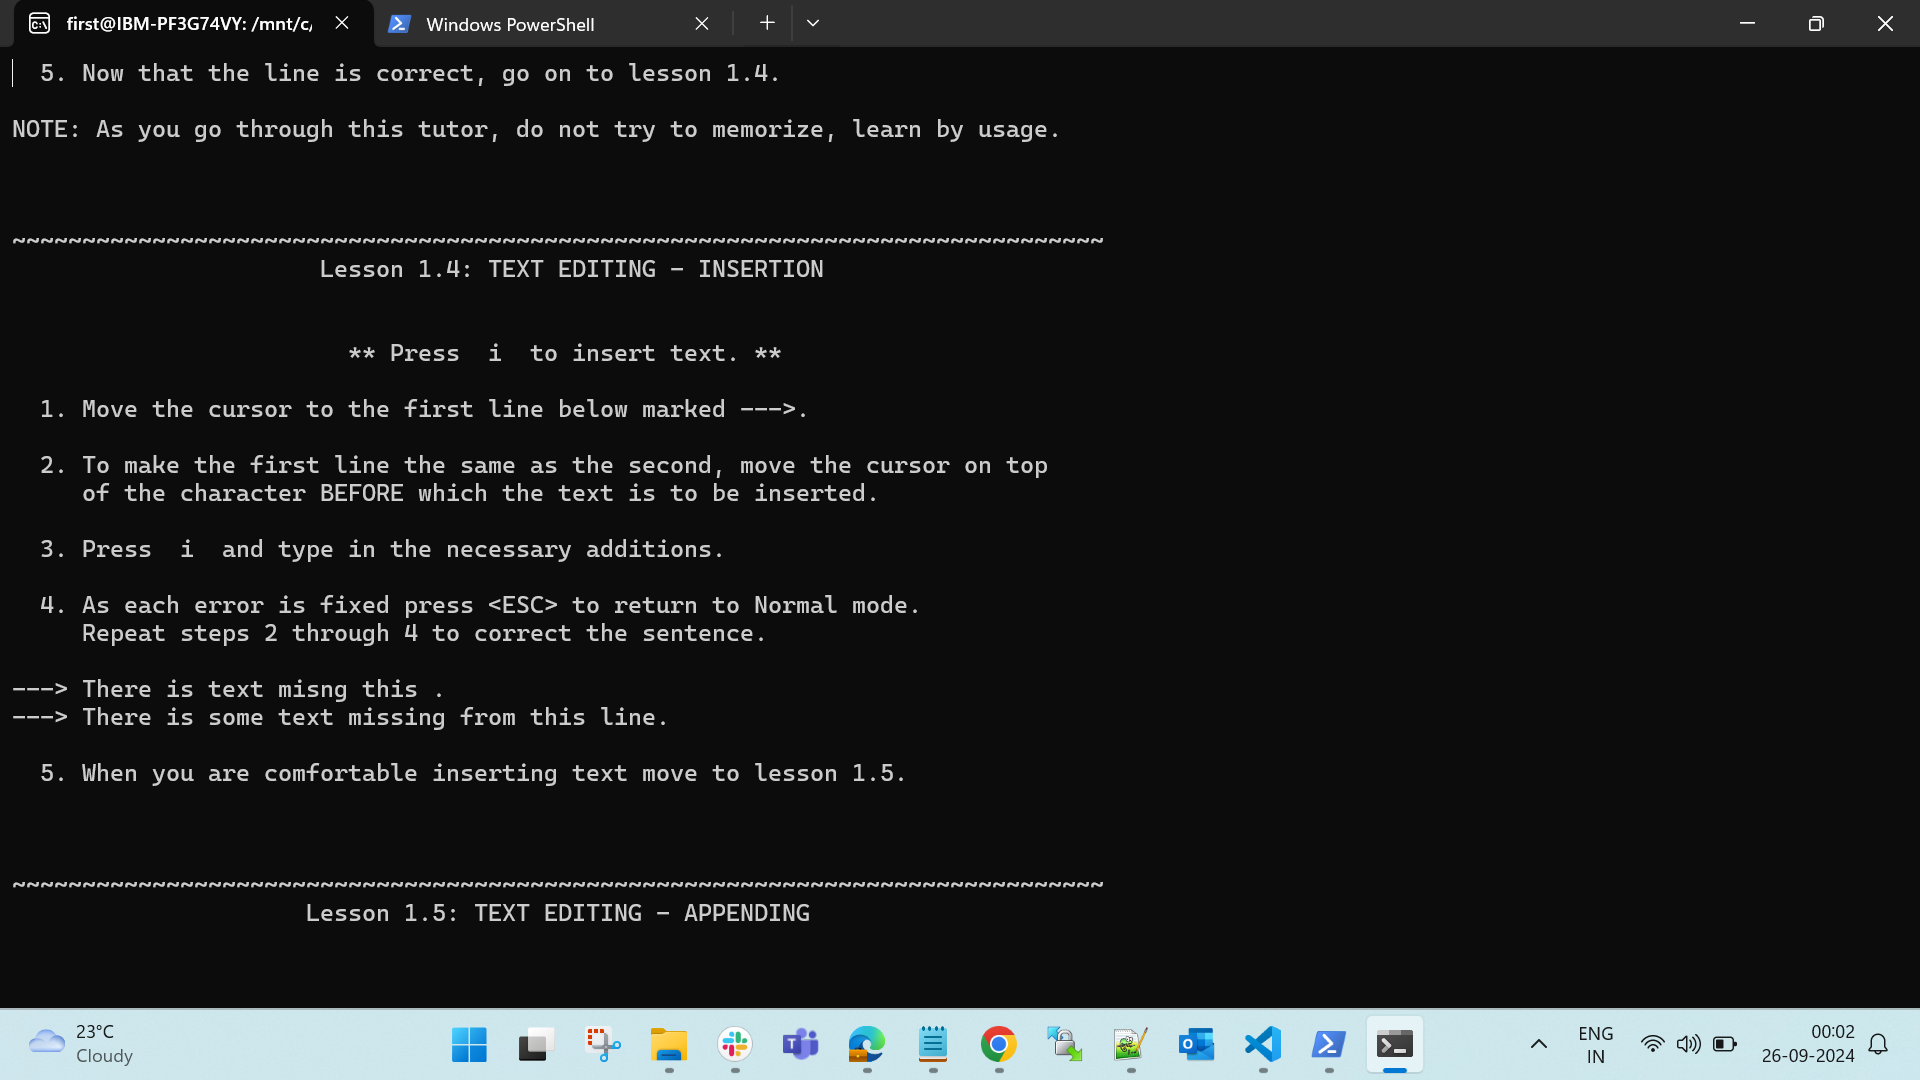 first@IBM-PF3G74VY: /mnt/c/
Windows PowerShell
5. Now that the line is correct, go on to lesson 1.4.
NOTE: As you go through this tutor, do not try to memorize, learn by usage.
~~~~~~~~~~~~~~~~~~~~~~~~~~~~~~~~~~~~~~~~~~~~~~~~~~~~~~~~~~~~~~~~~~~~~~~~~~~~~~
Lesson 1.4: TEXT EDITING - INSERTION
** Press  i  to insert text. **
1. Move the cursor to the first line below marked --->.
2. To make the first line the same as the second, move the cursor on top
of the character BEFORE which the text is to be inserted.
3. Press  i  and type in the necessary additions.
4. As each error is fixed press <ESC> to return to Normal mode.
Repeat steps 2 through 4 to correct the sentence.
---> There is text misng this .
---> There is some text missing from this line.
5. When you are comfortable inserting text move to lesson 1.5.
~~~~~~~~~~~~~~~~~~~~~~~~~~~~~~~~~~~~~~~~~~~~~~~~~~~~~~~~~~~~~~~~~~~~~~~~~~~~~~
Lesson 1.5: TEXT EDITING - APPENDING
23°C
Cloudy
ENG
IN
00:02
26-09-2024